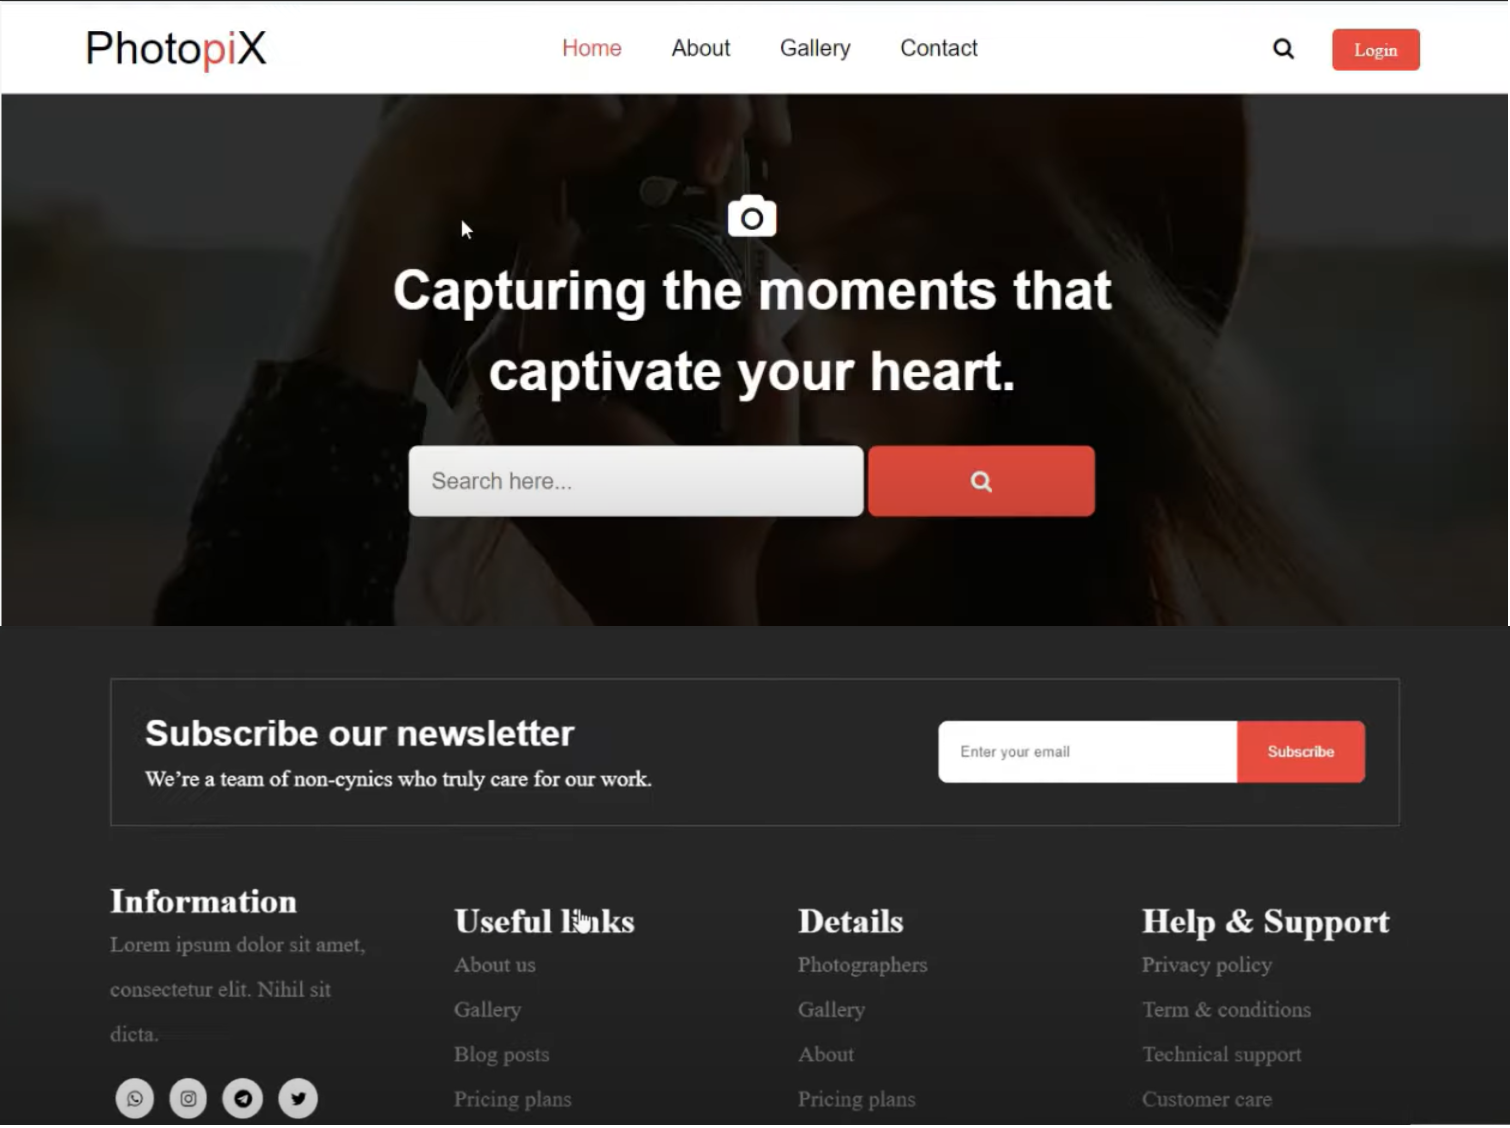 PhotopiX
Home About Gallery Contact
Login
Capturing the moments that
captivate your heart.
Search here...
Subscribe our newsletter
We’re a team of non-cynics who truly care for our work.
Enter your email
Subscribe
Information
Lorem ipsum dolor sit amet,
consectetur elit. Nihil sit
dicta.
Useful links
About us
Gallery
Blog posts
Pricing plans
Details
Photographers
Gallery
About
Pricing plans
Help & Support
Privacy policy
Term & conditions
Technical support
Customer care